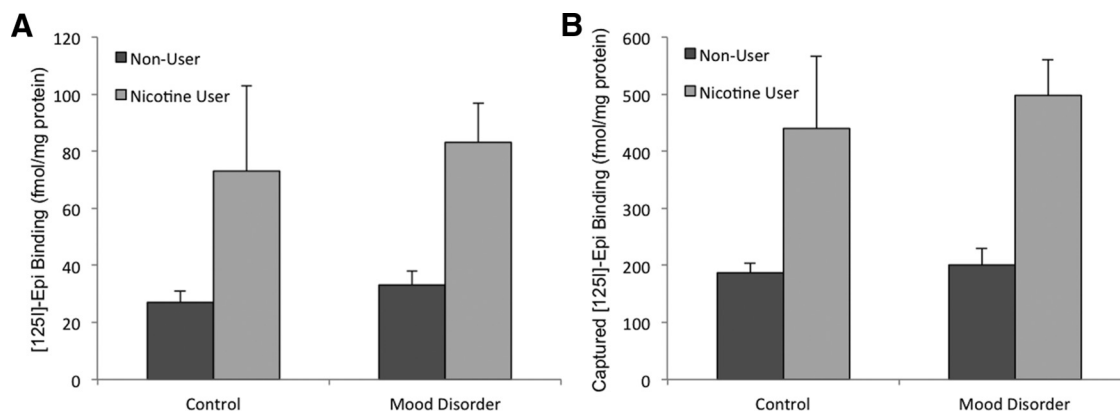 A
[125I]-Epi Binding (fmol/mg protein)
120
100
80
60
40
20
0
Non-User
Nicotine User
Control
Mood Disorder
B
Captured [125I]-Epi Binding (fmol/mg protein)
600
500
400
300
200
100
0
Non-User
Nicotine User
Control
Mood Disorder